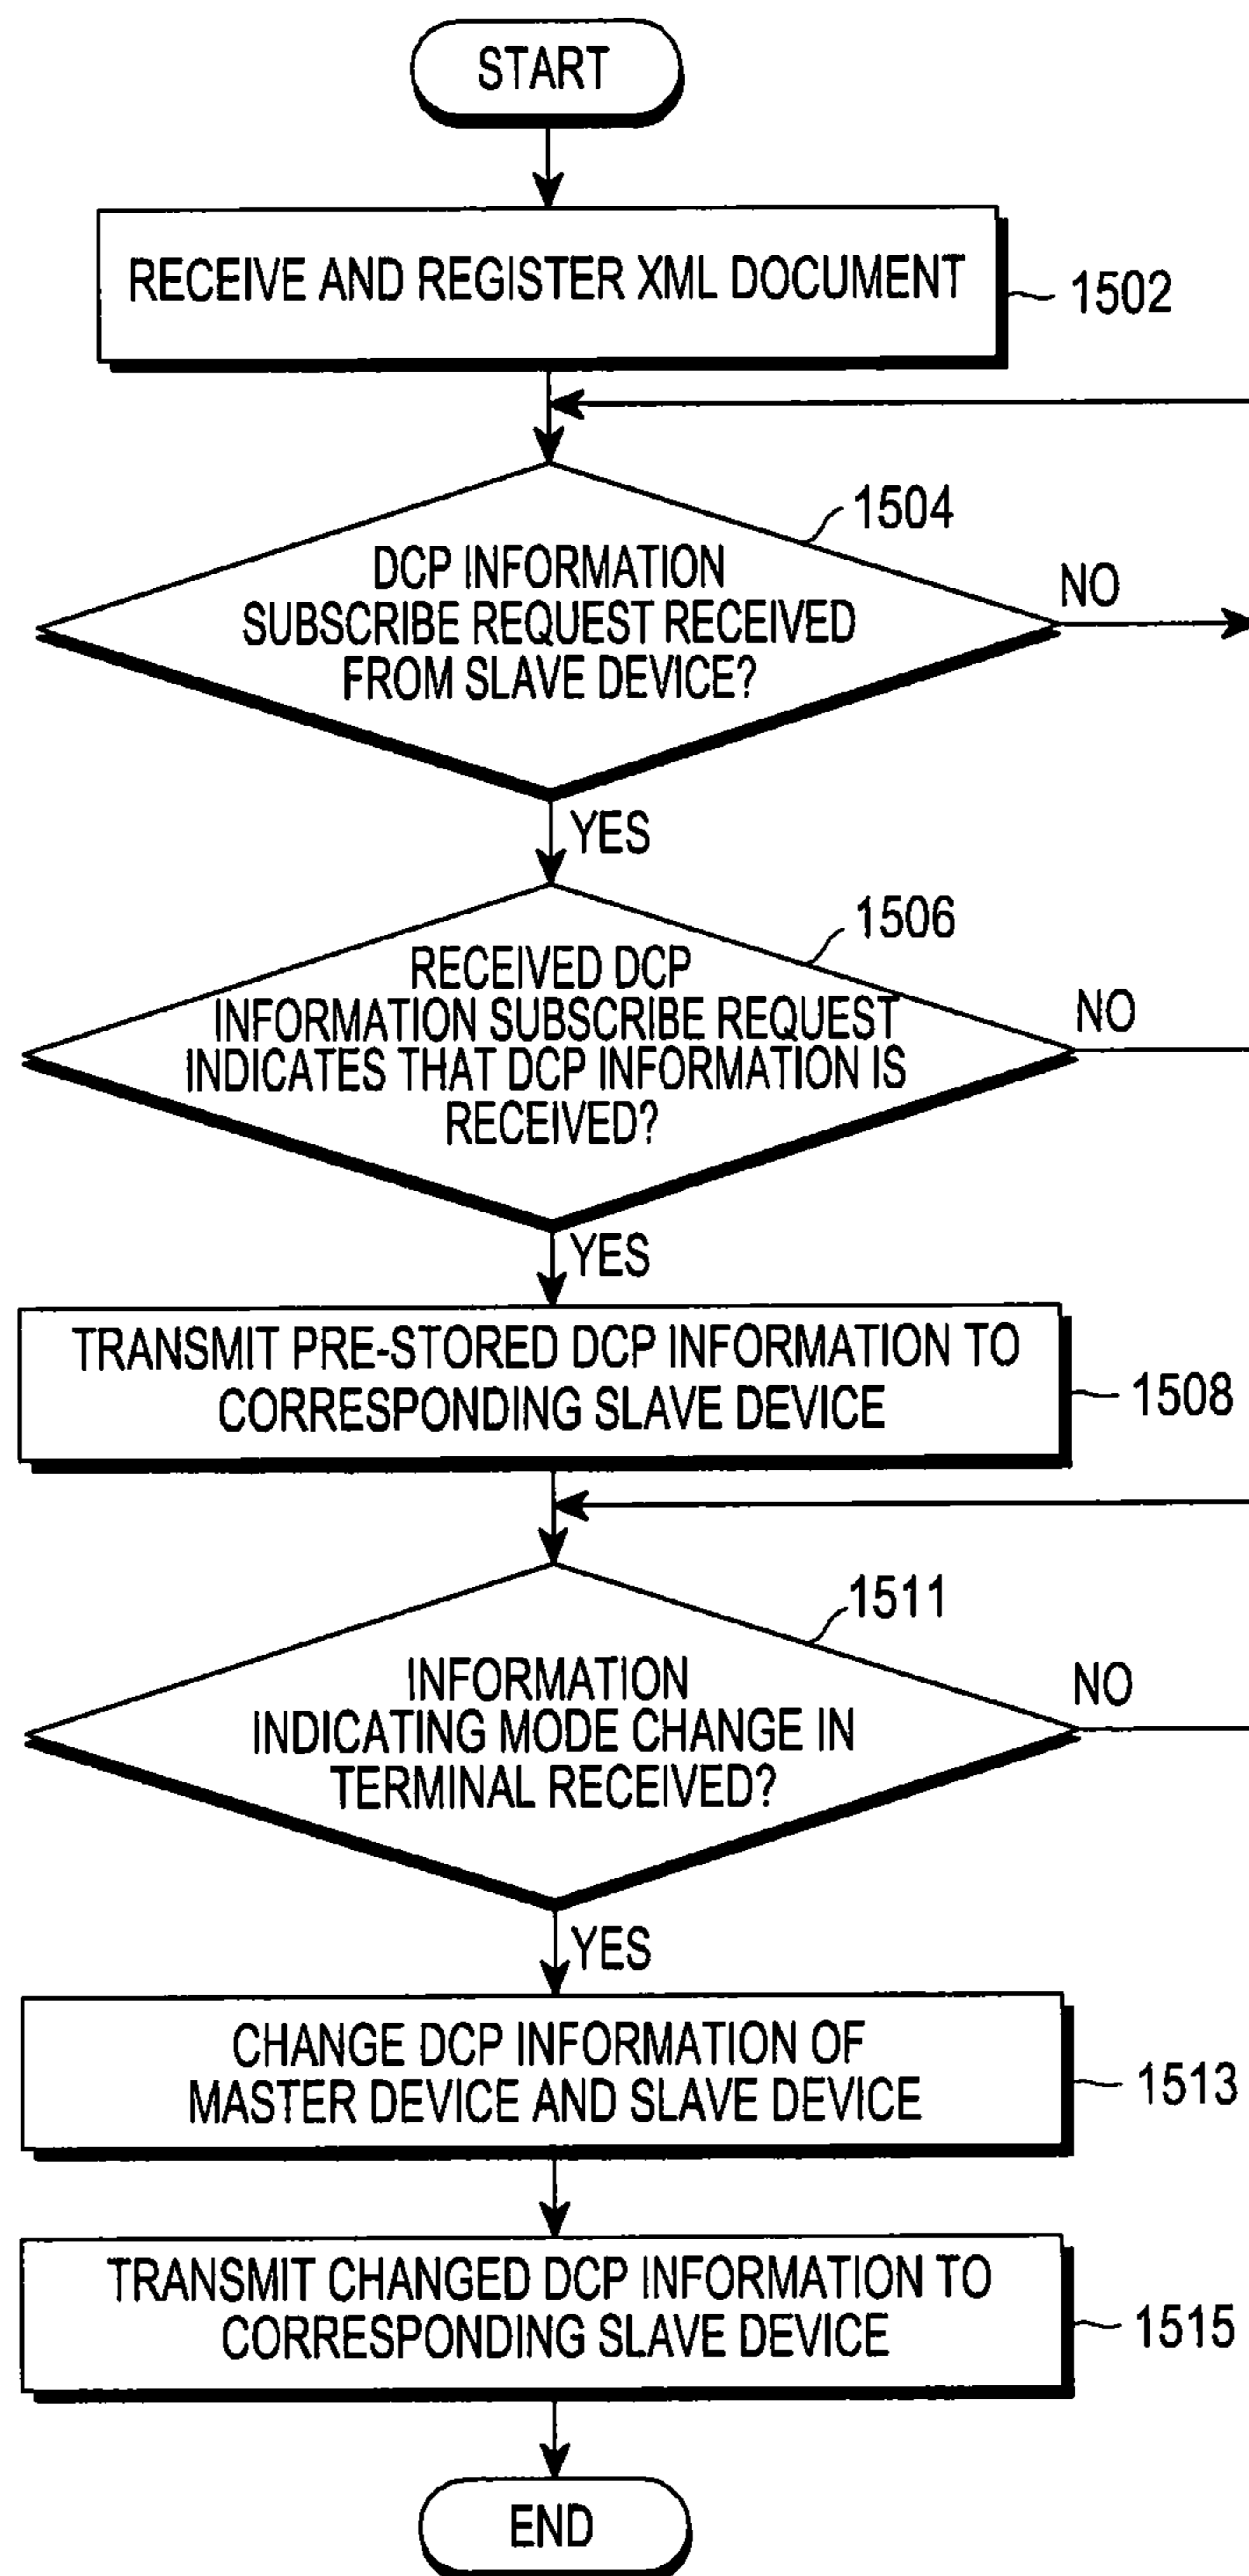 START
RECEIVE AND REGISTER XML DOCUMENT
1502
1504
DCP INFORMATION
SUBSCRIBE REQUEST RECEIVED
FROM SLAVE DEVICE?
NO
YES
1506
RECEIVED DCP
INFORMATION SUBSCRIBE REQUEST
INDICATES THAT DCP INFORMATION IS
RECEIVED?
NO
YES
TRANSMIT PRE-STORED DCP INFORMATION TO
CORRESPONDING SLAVE DEVICE
1508
1511
INFORMATION
INDICATING MODE CHANGE IN
TERMINAL RECEIVED?
NO
YES
CHANGE DCP INFORMATION OF
MASTER DEVICE AND SLAVE DEVICE
1513
TRANSMIT CHANGED DCP INFORMATION TO
CORRESPONDING SLAVE DEVICE
1515
END